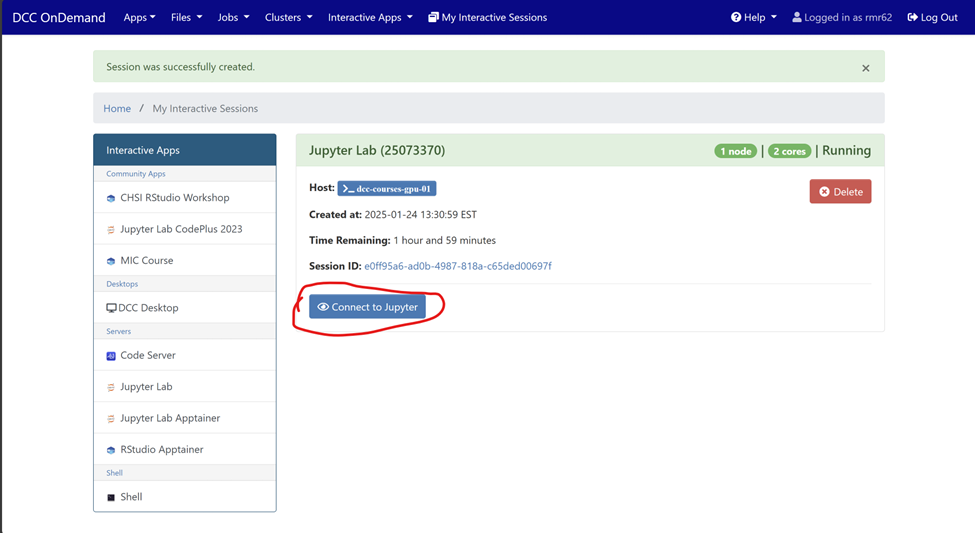 DCC OnDemand Apps Files Jobs Clusters Interactive Apps My Interactive Sessions Help Logged in as rmr62 Log Out
Session was successfully created. ×
Home / My Interactive Sessions
Interactive Apps
Community Apps
CHSI RStudio Workshop
Jupyter Lab CodePlus 2023
MIC Course
Desktops
DCC Desktop
Servers
Code Server
Jupyter Lab
Jupyter Lab Apptainer
RStudio Apptainer
Shell
Shell
Jupyter Lab (25073370) 1 node | 2 cores | Running
Host: >_ dcc-courses-gpu-01 Delete
Created at: 2025-01-24 13:30:59 EST
Time Remaining: 1 hour and 59 minutes
Session ID: e0ff95a6-ad0b-4987-818a-c65ded00697f
Connect to Jupyter